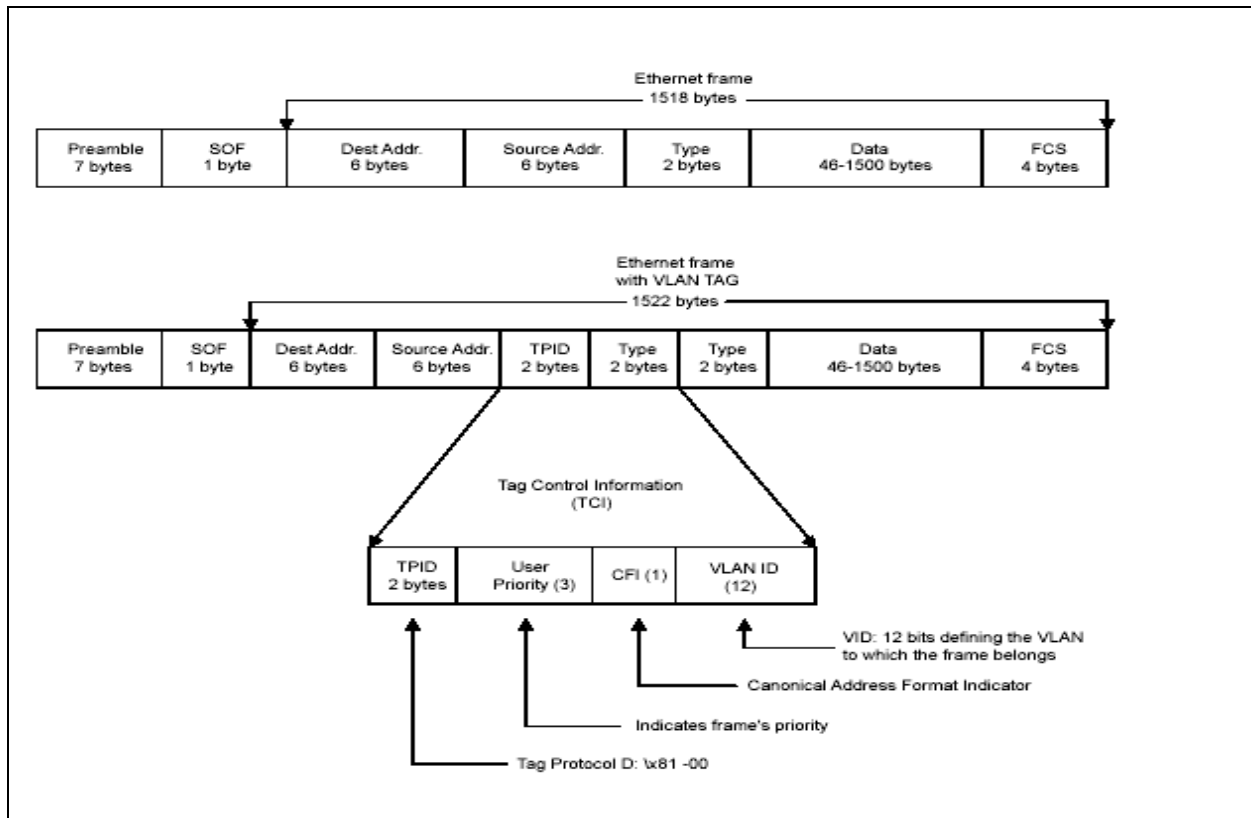 Ethernet frame
1518 bytes
Preamble
7 bytes
SOF
1 byte
Dest Addr.
6 bytes
Source Addr.
6 bytes
Type
2 bytes
Data
46-1500 bytes
FCS
4 bytes
Ethernet frame
with VLAN TAG
1522 bytes
Preamble
7 bytes
SOF
1 byte
Dest Addr.
6 bytes
Source Addr.
6 bytes
TPID
2 bytes
Type
2 bytes
Type
2 bytes
Data
46-1500 bytes
FCS
4 bytes
Tag Control Information
(TCI)
TPID
2 bytes
User
Priority (3)
CFI (1)
VLAN ID
(12)
VID: 12 bits defining the VLAN
to which the frame belongs
Canonical Address Format Indicator
Indicates frame's priority
Tag Protocol D: \x81 -00